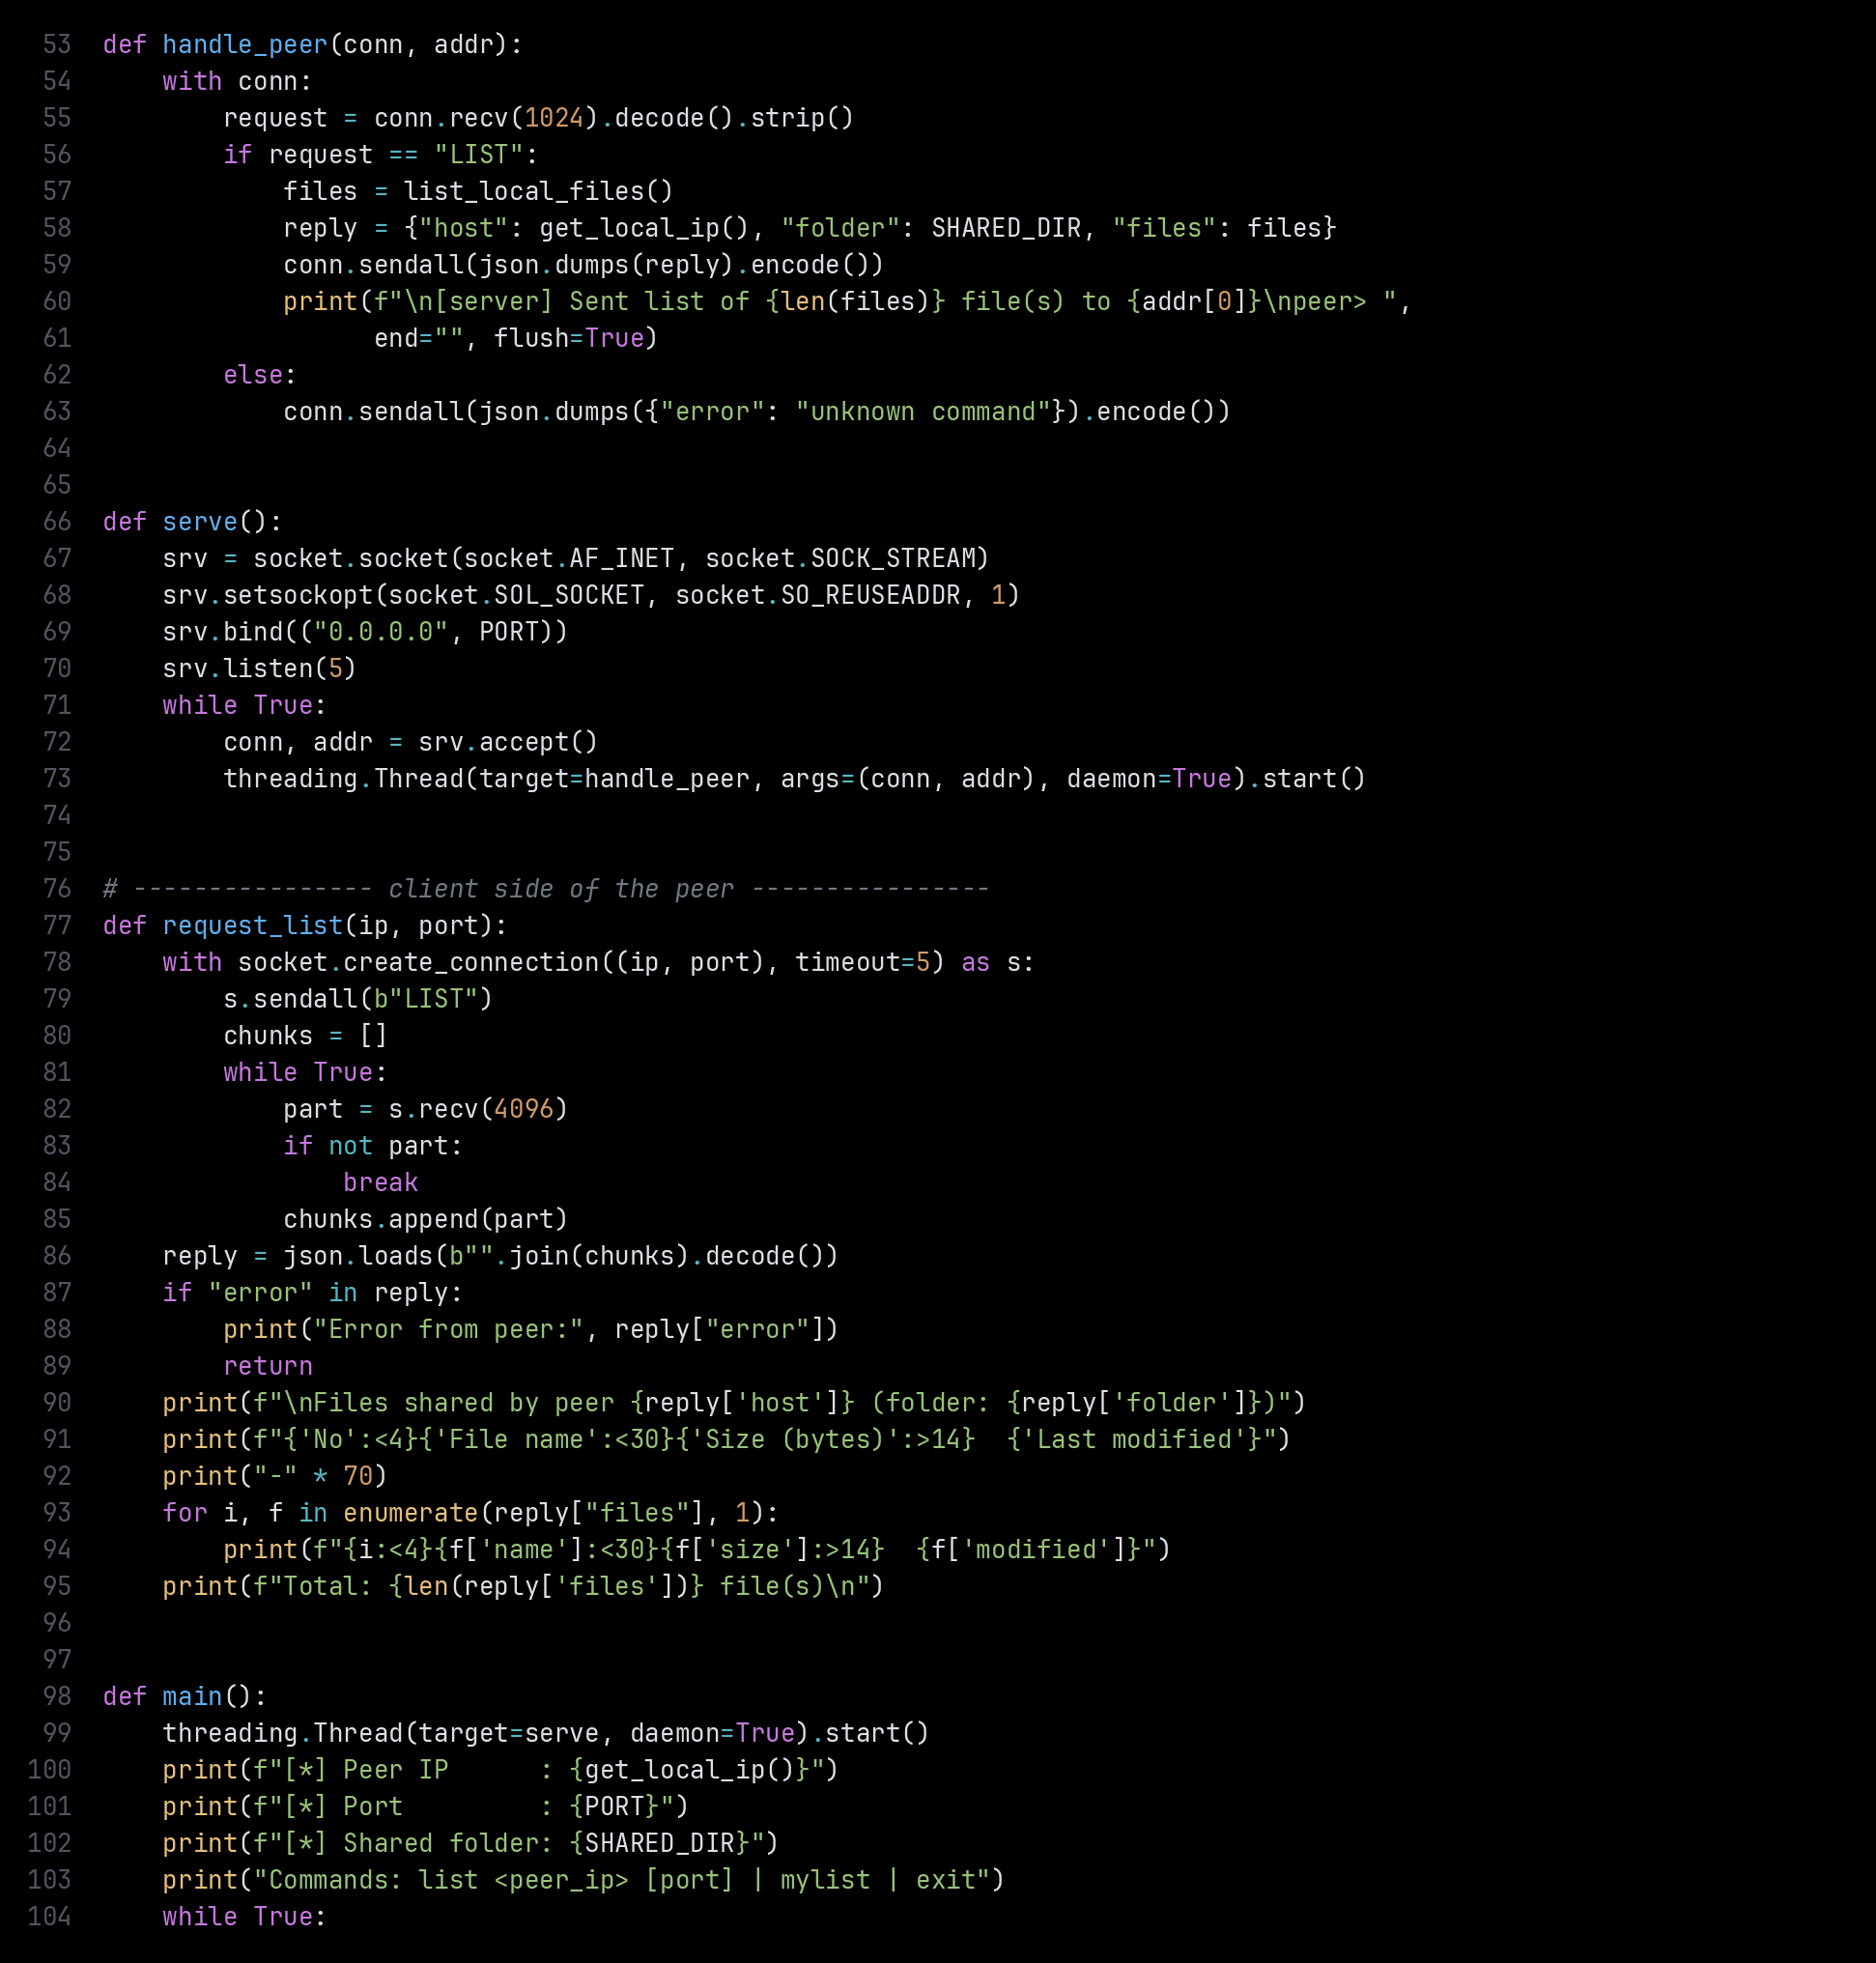 53 def handle_peer(conn, addr):
54     with conn:
55         request = conn.recv(1024).decode().strip()
56         if request == "LIST":
57             files = list_local_files()
58             reply = {"host": get_local_ip(), "folder": SHARED_DIR, "files": files}
59             conn.sendall(json.dumps(reply).encode())
60             print(f"\n[server] Sent list of {len(files)} file(s) to {addr[0]}\npeer> ",
61                   end="", flush=True)
62         else:
63             conn.sendall(json.dumps({"error": "unknown command"}).encode())
64
65
66 def serve():
67     srv = socket.socket(socket.AF_INET, socket.SOCK_STREAM)
68     srv.setsockopt(socket.SOL_SOCKET, socket.SO_REUSEADDR, 1)
69     srv.bind(("0.0.0.0", PORT))
70     srv.listen(5)
71     while True:
72         conn, addr = srv.accept()
73         threading.Thread(target=handle_peer, args=(conn, addr), daemon=True).start()
74
75
76 # ---------------- client side of the peer ----------------
77 def request_list(ip, port):
78     with socket.create_connection((ip, port), timeout=5) as s:
79         s.sendall(b"LIST")
80         chunks = []
81         while True:
82             part = s.recv(4096)
83             if not part:
84                 break
85             chunks.append(part)
86     reply = json.loads(b"".join(chunks).decode())
87     if "error" in reply:
88         print("Error from peer:", reply["error"])
89         return
90     print(f"\nFiles shared by peer {reply['host']} (folder: {reply['folder']})")
91     print(f"{'No':<4}{'File name':<30}{'Size (bytes)':>14}  {'Last modified'}")
92     print("-" * 70)
93     for i, f in enumerate(reply["files"], 1):
94         print(f"{i:<4}{f['name']:<30}{f['size']:>14}  {f['modified']}")
95     print(f"Total: {len(reply['files'])} file(s)\n")
96
97
98 def main():
99     threading.Thread(target=serve, daemon=True).start()
100     print(f"[*] Peer IP      : {get_local_ip()}")
101     print(f"[*] Port         : {PORT}")
102     print(f"[*] Shared folder: {SHARED_DIR}")
103     print("Commands: list <peer_ip> [port] | mylist | exit")
104     while True: